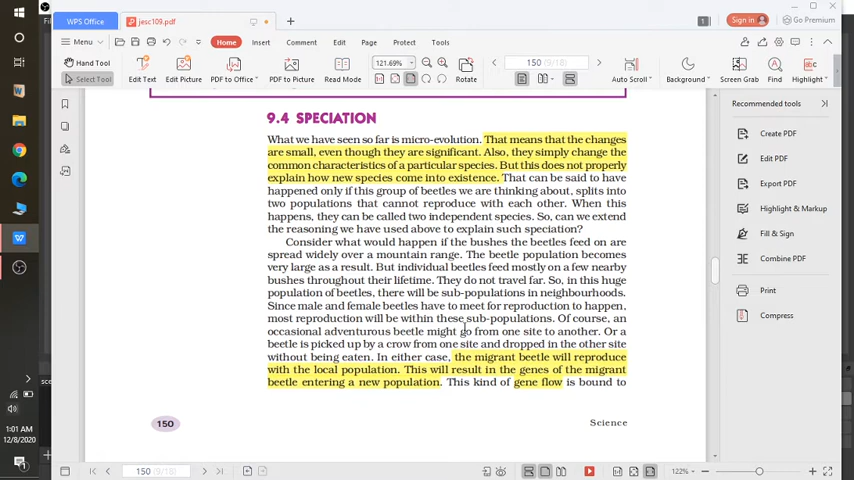 WPS Office
jesc109.pdf
1
Sign in
Go Premium
Menu
Home
Insert
Comment
Edit
Page
Protect
Tools
Hand Tool
Select Tool
Edit Text
Edit Picture
PDF to Office
PDF to Picture
Read Mode
121.69%
Rotate
150 (9/18)
Auto Scroll
Background
Screen Grab
Find
Highlight
9.4 SPECIATION
What we have seen so far is micro-evolution. That means that the changes
are small, even though they are significant. Also, they simply change the
common characteristics of a particular species. But this does not properly
explain how new species come into existence. That can be said to have
happened only if this group of beetles we are thinking about, splits into
two populations that cannot reproduce with each other. When this
happens, they can be called two independent species. So, can we extend
the reasoning we have used above to explain such speciation?
Consider what would happen if the bushes the beetles feed on are
spread widely over a mountain range. The beetle population becomes
very large as a result. But individual beetles feed mostly on a few nearby
bushes throughout their lifetime. They do not travel far. So, in this huge
population of beetles, there will be sub-populations in neighbourhoods.
Since male and female beetles have to meet for reproduction to happen,
most reproduction will be within these sub-populations. Of course, an
occasional adventurous beetle might go from one site to another. Or a
beetle is picked up by a crow from one site and dropped in the other site
without being eaten. In either case, the migrant beetle will reproduce
with the local population. This will result in the genes of the migrant
beetle entering a new population. This kind of gene flow is bound to
150
Science
Recommended tools
Create PDF
Edit PDF
Export PDF
Highlight & Markup
Fill & Sign
Combine PDF
Print
Compress
1:01 AM
12/8/2020
150 (9/18)
122%